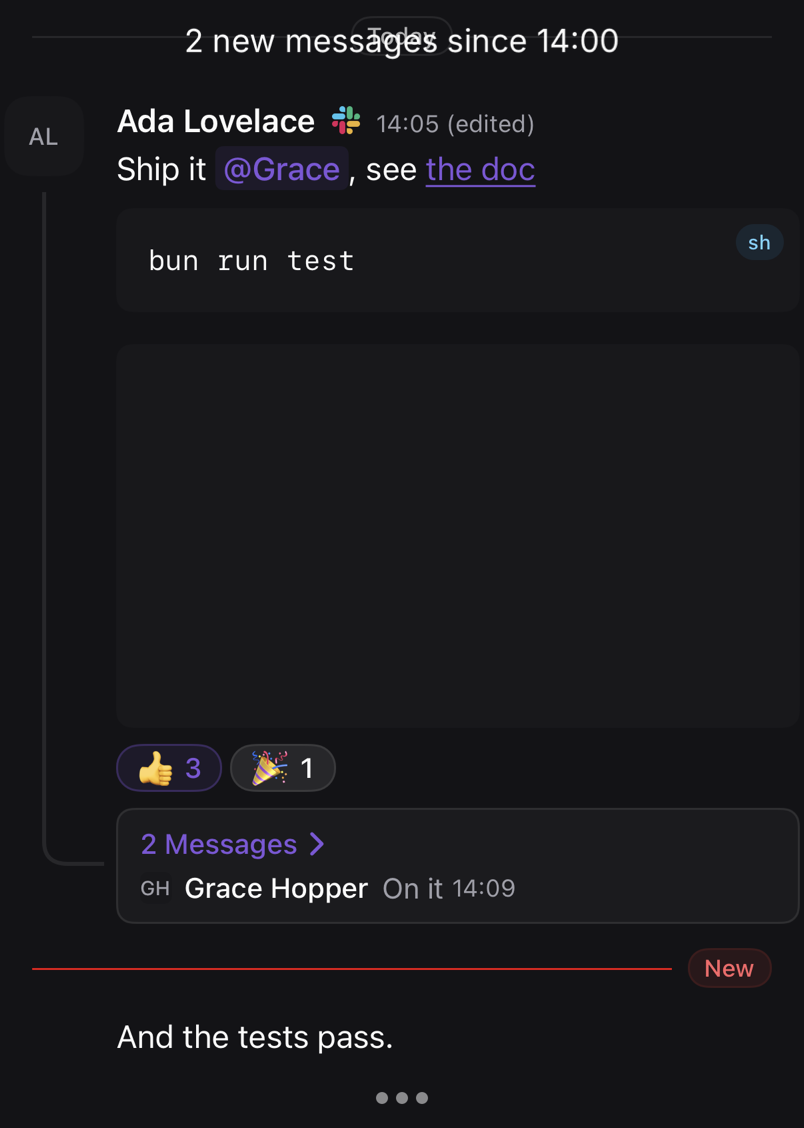 Today
2 new messages since 14:00
AL
Ada Lovelace 14:05 (edited)
Ship it @Grace, see the doc
sh
bun run test
👍 3 🎉 1
2 Messages >
GH Grace Hopper On it 14:09
New
And the tests pass.